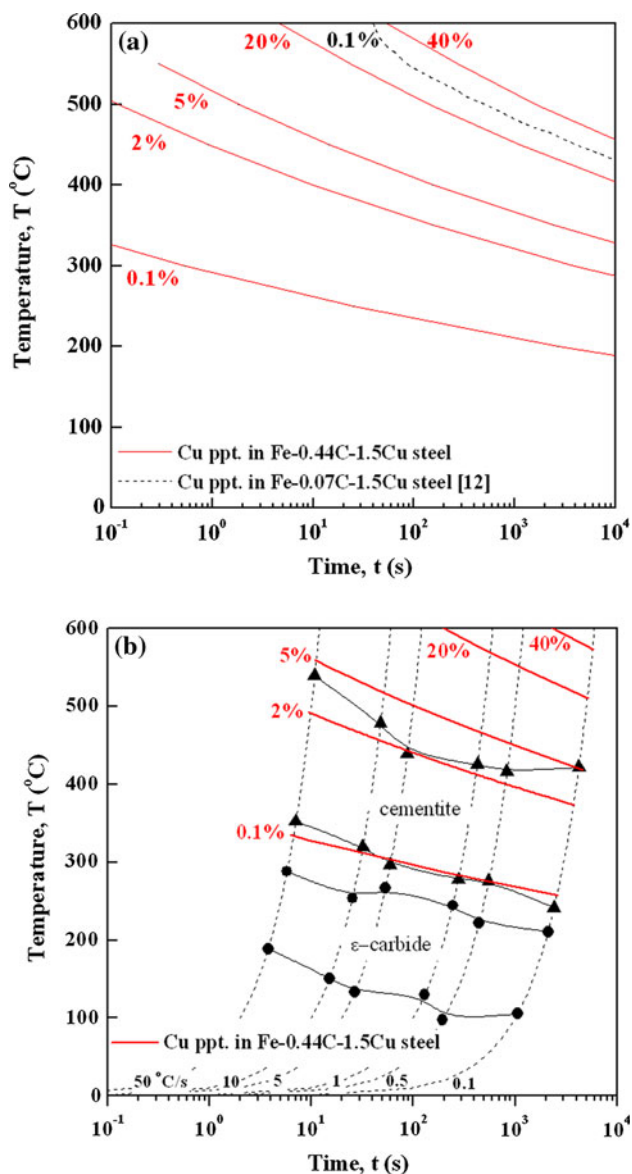 (a)
600
500
400
300
200
100
0
Temperature, T (°C)
20%
0.1%
40%
5%
2%
0.1%
Cu ppt. in Fe-0.44C-1.5Cu steel
Cu ppt. in Fe-0.07C-1.5Cu steel [12]
10⁻¹ 10⁰ 10¹ 10² 10³ 10⁴
Time, t (s)
(b)
600
500
400
300
200
100
0
Temperature, T (°C)
5%
20%
40%
2%
cementite
0.1%
ε-carbide
Cu ppt. in Fe-0.44C-1.5Cu steel
50 °C/s 10 5 1 0.5 0.1
10⁻¹ 10⁰ 10¹ 10² 10³ 10⁴
Time, t (s)